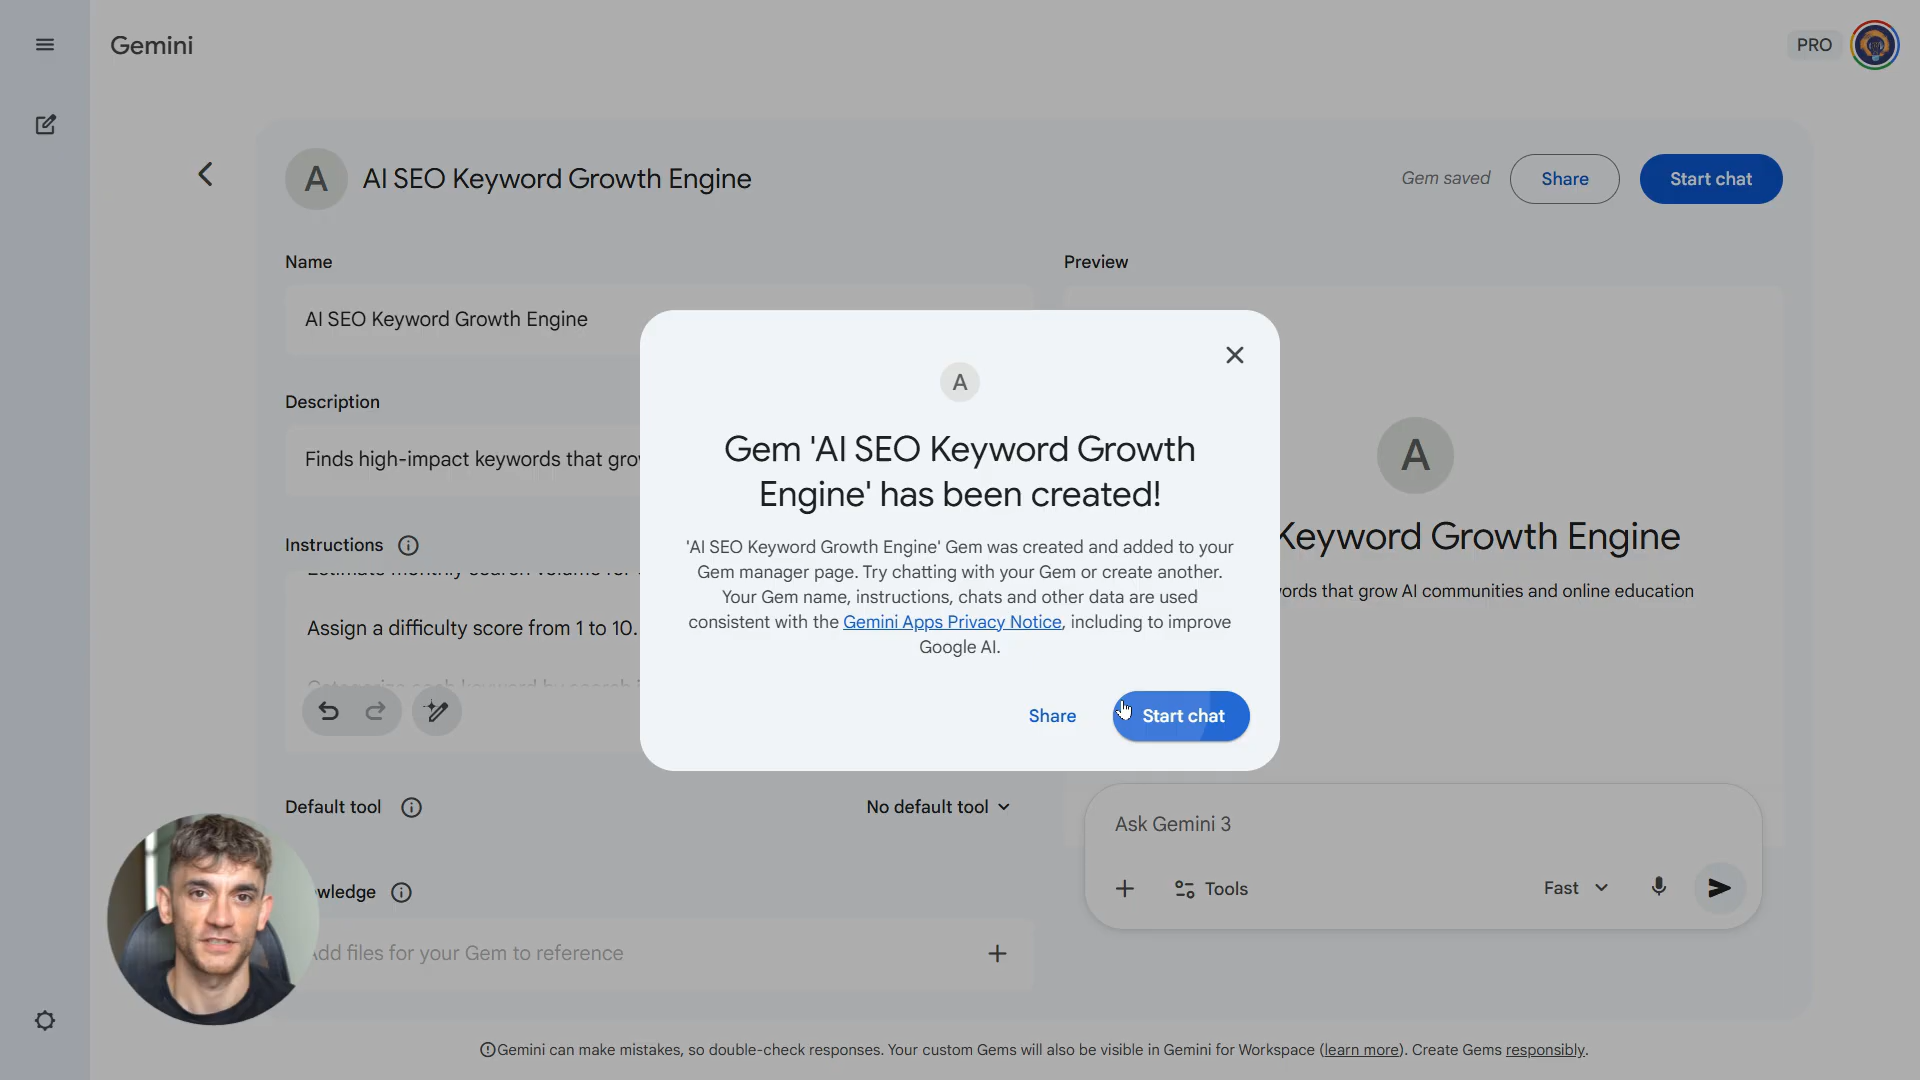 Gemini
PRO
A
AI SEO Keyword Growth Engine
Gem saved
Share
Start chat
Name
AI SEO Keyword Growth Engine
Description
Finds high-impact keywords that
Instructions
Assign a difficulty score from 1 to 10.
Default tool
No default tool
Add files for your Gem to reference
Preview
A
Keyword Growth Engine
that grow AI communities and online education
Ask Gemini 3
Tools
Fast
A
Gem 'AI SEO Keyword Growth
Engine' has been created!
'AI SEO Keyword Growth Engine' Gem was created and added to your
Gem manager page. Try chatting with your Gem or create another.
Your Gem name, instructions, chats and other data are used
consistent with the Gemini Apps Privacy Notice, including to improve
Google AI.
Share
Start chat
Gemini can make mistakes, so double-check responses. Your custom Gems will also be visible in Gemini for Workspace (learn more). Create Gems responsibly.